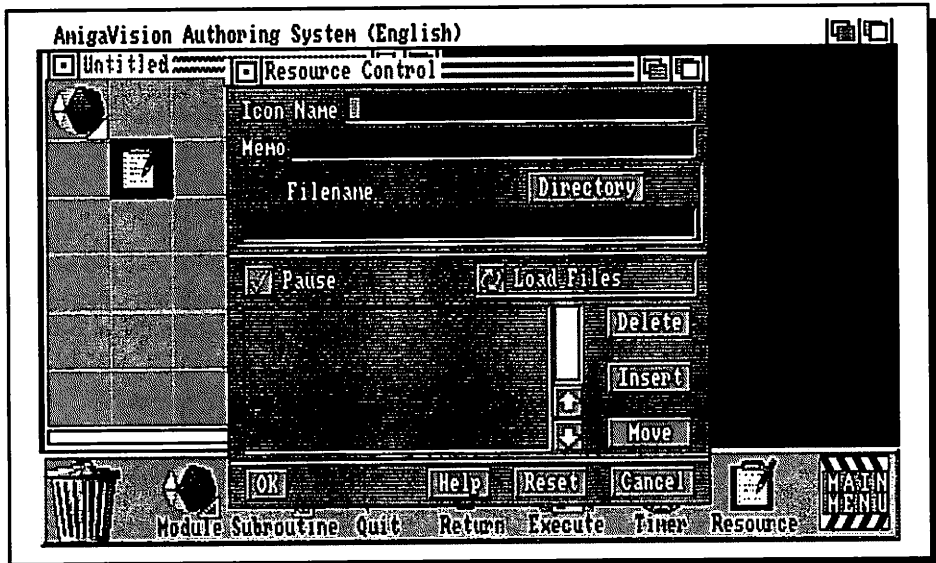 AmigaVision Authoring System (English)
Untitled
Resource Control
Icon Name
Memo
Filename
Directory
Pause
Load Files
Delete
Insert
Move
OK
Help
Reset
Cancel
Module
Subroutine
Quit
Return
Execute
Timer
Resource
MAIN
MENU